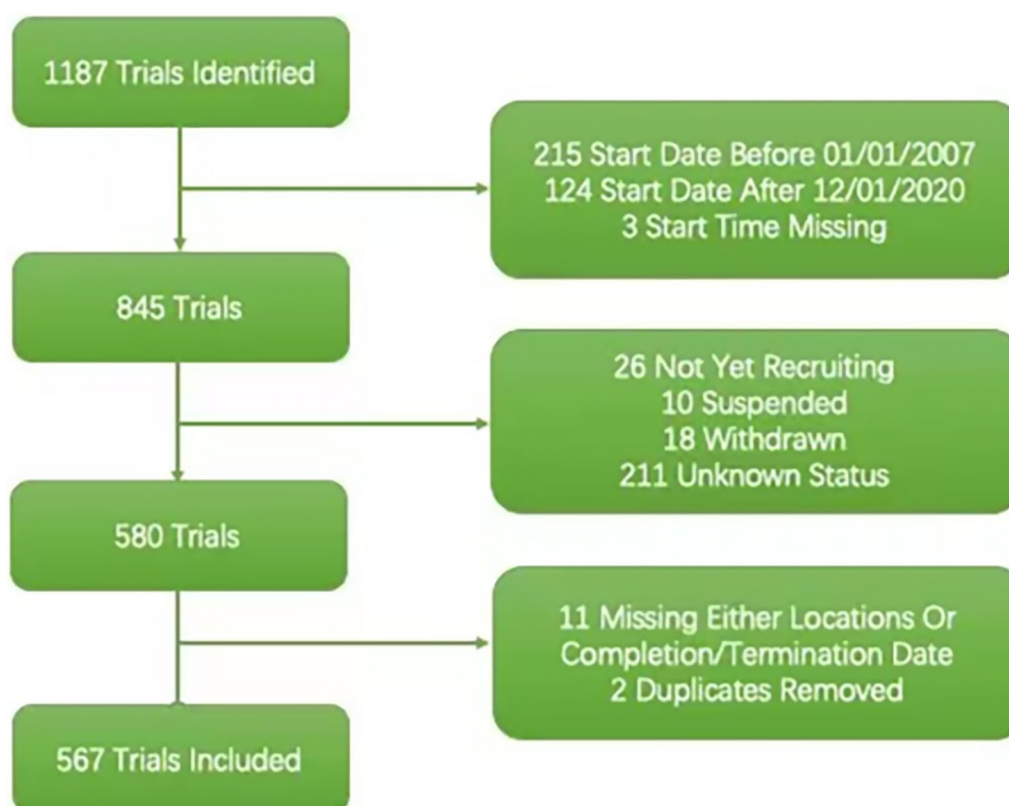 1187 Trials Identified
215 Start Date Before 01/01/2007
124 Start Date After 12/01/2020
3 Start Time Missing
845 Trials
26 Not Yet Recruiting
10 Suspended
18 Withdrawn
211 Unknown Status
580 Trials
11 Missing Either Locations Or
Completion/Termination Date
2 Duplicates Removed
567 Trials Included